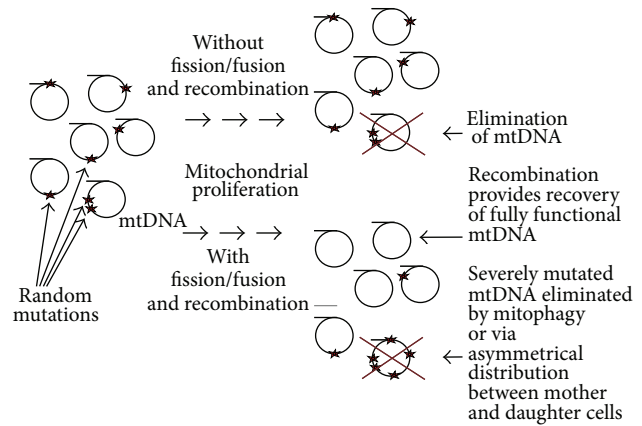 Without
fission/fusion
and recombination
Elimination
of mtDNA
Mitochondrial
proliferation
mtDNA
Random
mutations
With
fission/fusion
and recombination
Recombination
provides recovery
of fully functional
mtDNA
Severely mutated
mtDNA eliminated
by mitophagy
or via
asymmetrical
distribution
between mother
and daughter cells